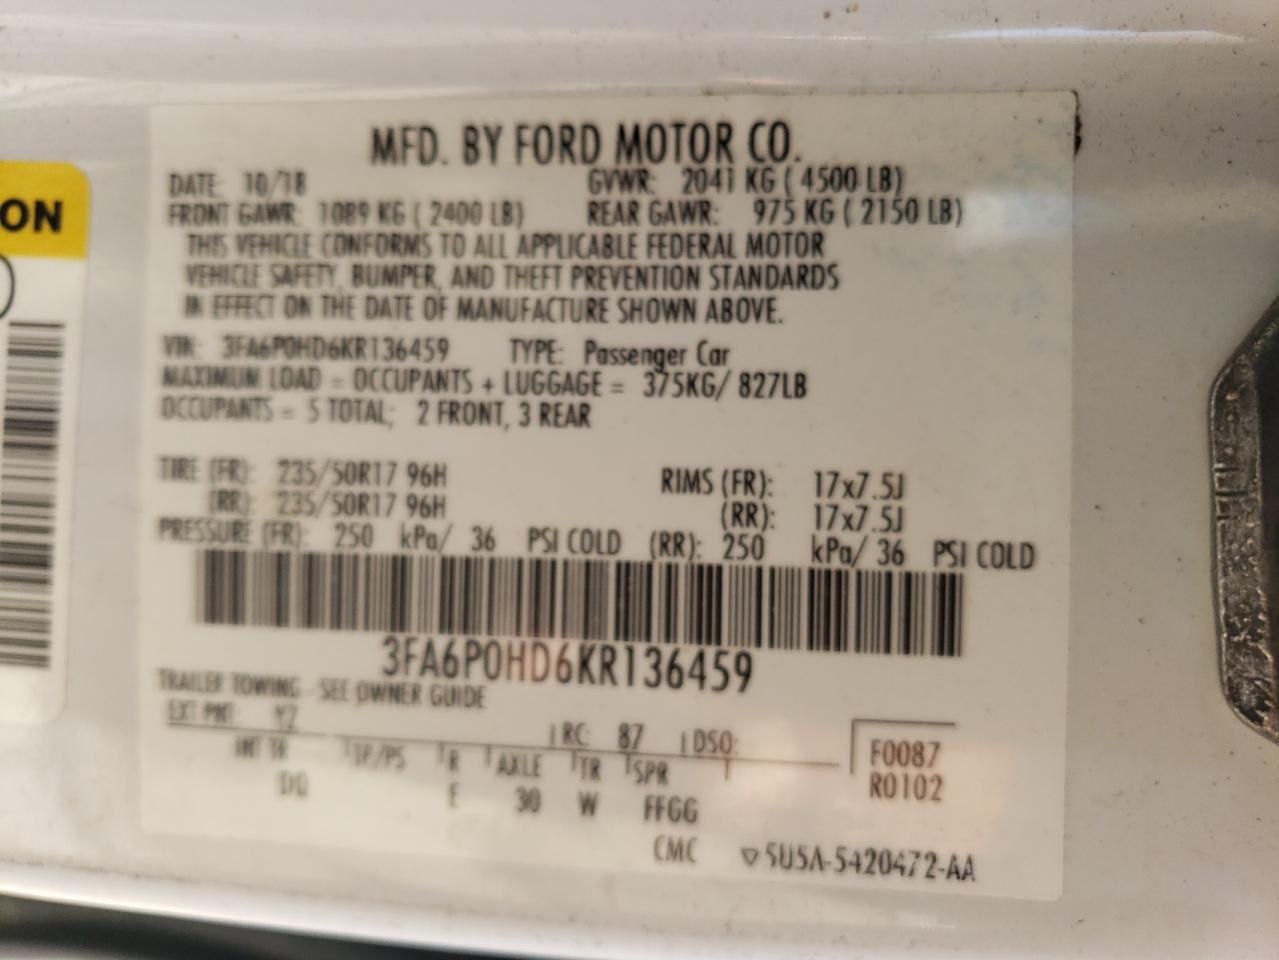 ON
MFD. BY FORD MOTOR CO.
DATE: 10/18 GVWR: 2041 KG ( 4500 LB)
FRONT GAWR: 1089 KG ( 2400 LB) REAR GAWR: 975 KG ( 2150 LB)
THIS VEHICLE CONFORMS TO ALL APPLICABLE FEDERAL MOTOR
VEHICLE SAFETY, BUMPER, AND THEFT PREVENTION STANDARDS
IN EFFECT ON THE DATE OF MANUFACTURE SHOWN ABOVE.
VIN: 3FA6P0HD6KR136459 TYPE: Passenger Car
MAXIMUM LOAD = OCCUPANTS + LUGGAGE = 375KG/ 827LB
OCCUPANTS = 5 TOTAL; 2 FRONT, 3 REAR
TIRE (FR): 235/50R17 96H RIMS (FR): 17x7.5J
(RR): 235/50R17 96H (RR): 17x7.5J
PRESSURE (FR): 250 kPa/ 36 PSI COLD (RR): 250 kPa/ 36 PSI COLD
3FA6P0HD6KR136459
TRAILER TOWING - SEE OWNER GUIDE
EXT PNT: YZ RC: 87 DSO: F0087
INT TR TP/PS R AXLE TR SPR R0102
DQ E 30 W FFGG
CMC ▽5U5A-5420472-AA